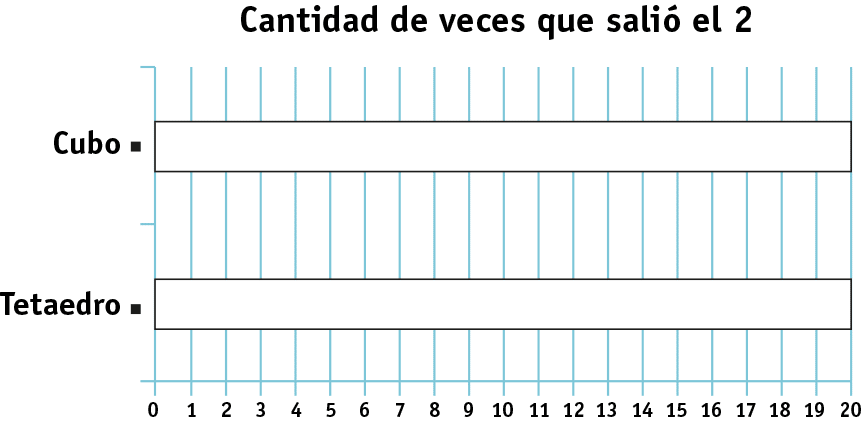 Cantidad de veces que salió el 2
Cubo
Tetaedro
0 1 2 3 4 5 6 7 8 9 10 11 12 13 14 15 16 17 18 19 20